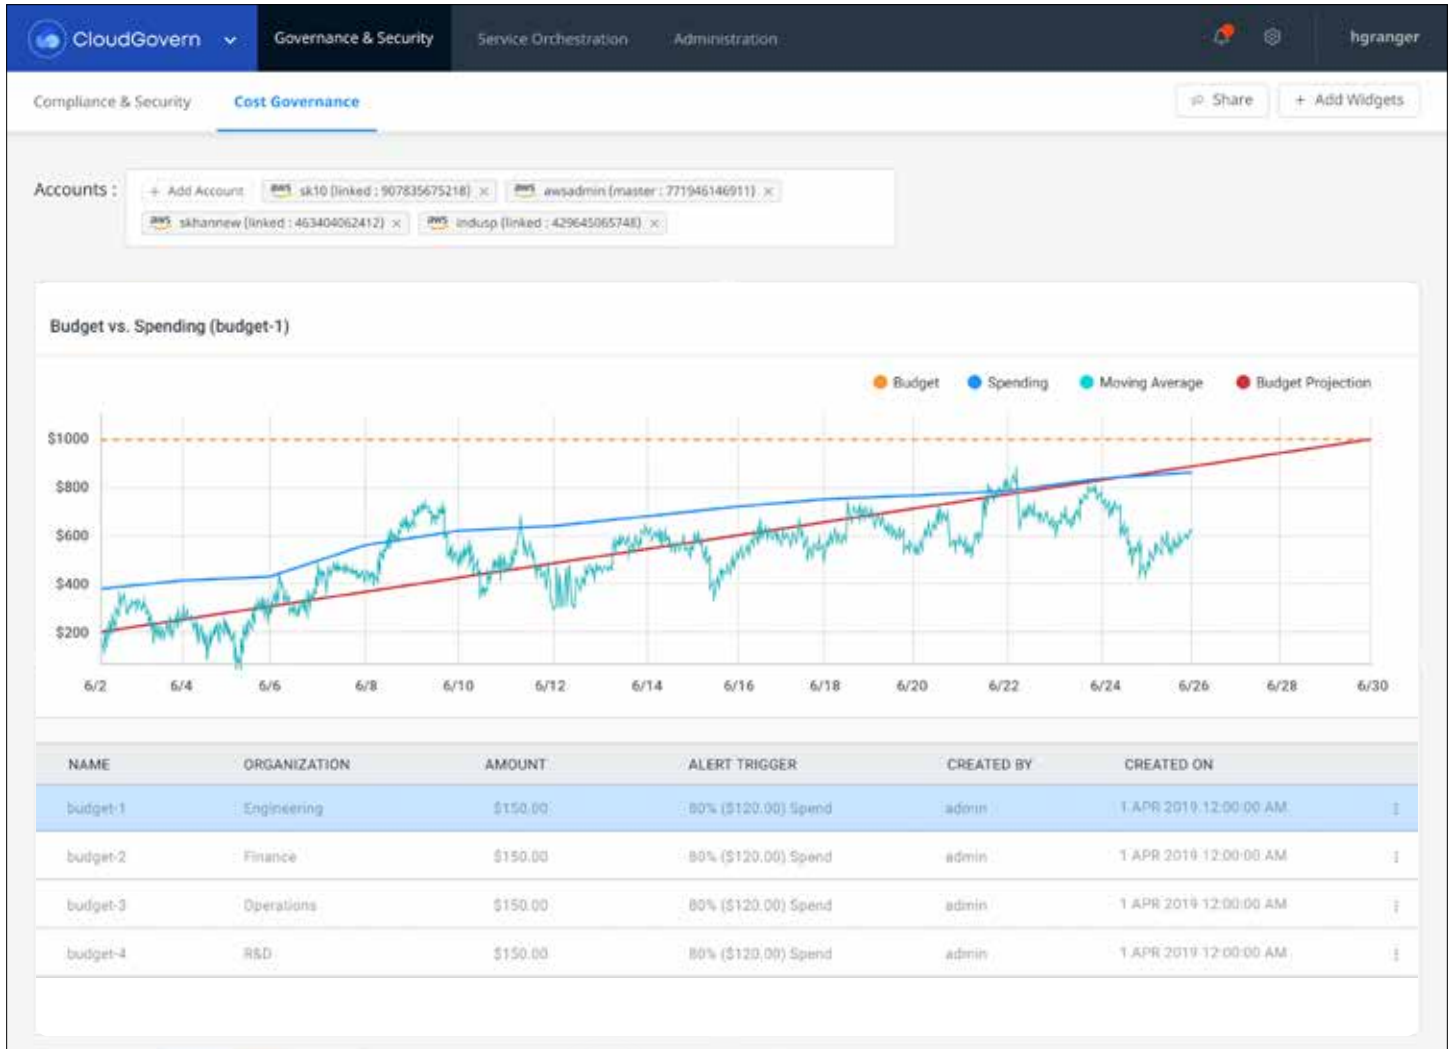 CloudGovern Governance & Security Service Orchestration Administration hgranger
Compliance & Security Cost Governance Share + Add Widgets
Accounts : + Add Account aws sk10 (linked : 907835675218) × aws awsadmin (master : 771946146911) ×
aws skhannew (linked : 463404062412) × aws indusp (linked : 429645065748) ×
Budget vs. Spending (budget-1)
Budget Spending Moving Average Budget Projection
$1000
$800
$600
$400
$200
6/2 6/4 6/6 6/8 6/10 6/12 6/14 6/16 6/18 6/20 6/22 6/24 6/26 6/28 6/30
NAME ORGANIZATION AMOUNT ALERT TRIGGER CREATED BY CREATED ON
budget-1 Engineering $150.00 80% ($120.00) Spend admin 1 APR 2019 12:00:00 AM
budget-2 Finance $150.00 80% ($120.00) Spend admin 1 APR 2019 12:00:00 AM
budget-3 Operations $150.00 80% ($120.00) Spend admin 1 APR 2019 12:00:00 AM
budget-4 R&D $150.00 80% ($120.00) Spend admin 1 APR 2019 12:00:00 AM